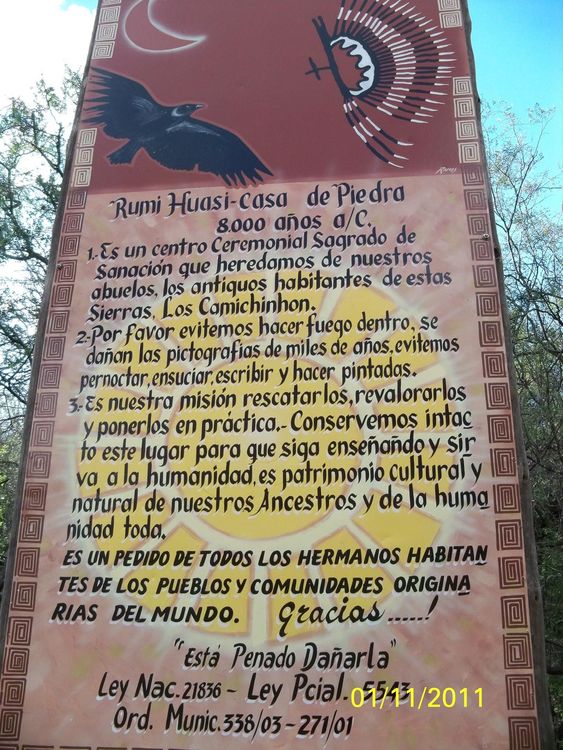 Rumi Huasi-Casa de Piedra
8.000 años a/C.
1.-Es un centro Ceremonial Sagrado de
Sanación que heredamos de nuestros
abuelos, los antiguos habitantes de estas
Sierras, Los Camichinhon.
2-Por favor evitemos hacer fuego dentro, se
dañan las pictografias de miles de años, evitemos
pernoctar, ensuciar, escribir y hacer pintadas.
3.-Es nuestra misión rescatarlos, revalorarlos
y ponerlos en práctica.-Conservemos intac
to este lugar para que siga enseñando y sir
va a la humanidad, es patrimonio cultural y
natural de nuestros Ancestros y de la huma
nidad toda.
ES UN PEDIDO DE TODOS LOS HERMANOS HABITAN
TES DE LOS PUEBLOS Y COMUNIDADES ORIGINA
RIAS DEL MUNDO. Gracias.....!
"Está Penado Dañarla"
Ley Nac. 21836 - Ley Pcial. 5543
Ord. Munic. 338/03 - 271/01
01/11/2011